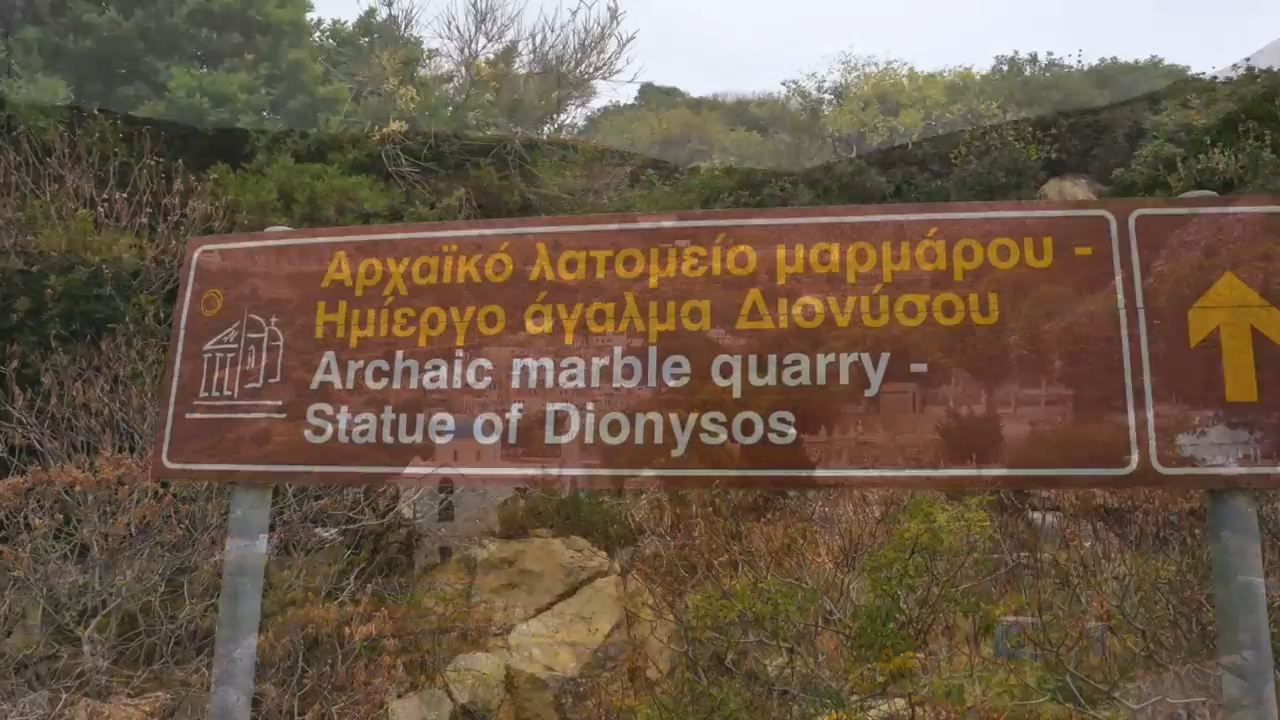 Αρχαϊκό λατομείο μαρμάρου -
Ημίεργο άγαλμα Διονύσου
Archaic marble quarry -
Statue of Dionysos